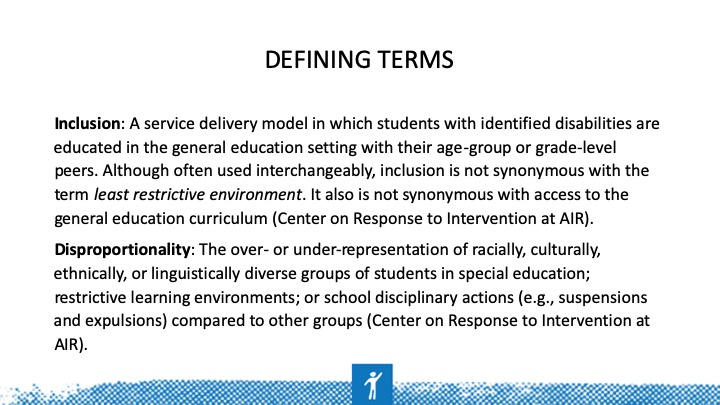 DEFINING TERMS
Inclusion: A service delivery model in which students with identified disabilities are
educated in the general education setting with their age-group or grade-level
peers. Although often used interchangeably, inclusion is not synonymous with the
term least restrictive environment. It also is not synonymous with access to the
general education curriculum (Center on Response to Intervention at AIR).
Disproportionality: The over- or under-representation of racially, culturally,
ethnically, or linguistically diverse groups of students in special education;
restrictive learning environments; or school disciplinary actions (e.g., suspensions
and expulsions) compared to other groups (Center on Response to Intervention at
AIR).